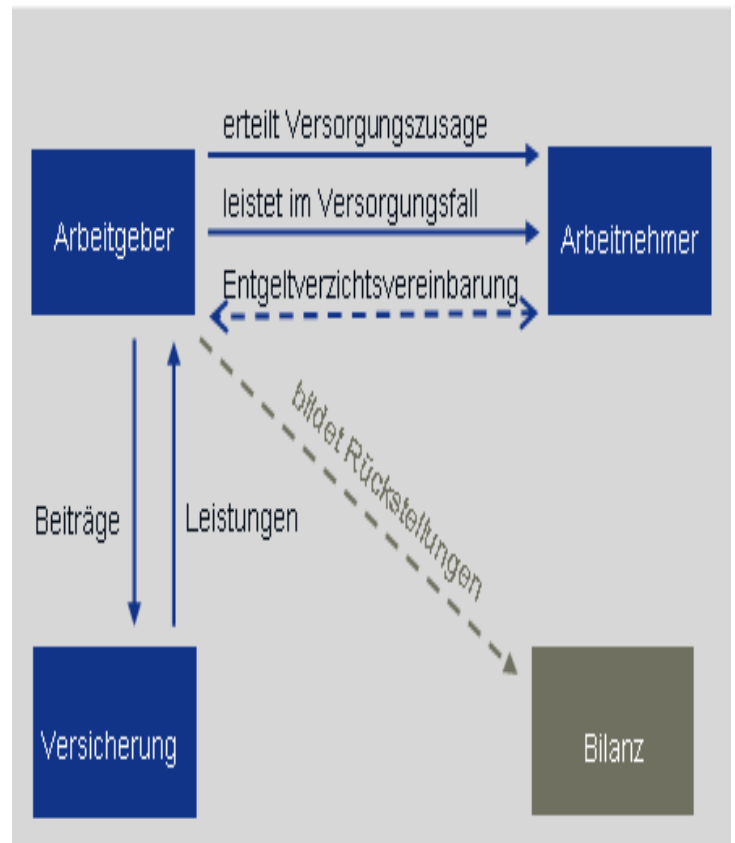 erteilt Versorgungszusage
Arbeitgeber
leistet im Versorgungsfall
Arbeitnehmer
Entgeltverzichtsvereinbarung
bildet Rückstellungen
Beiträge
Leistungen
Versicherung
Bilanz